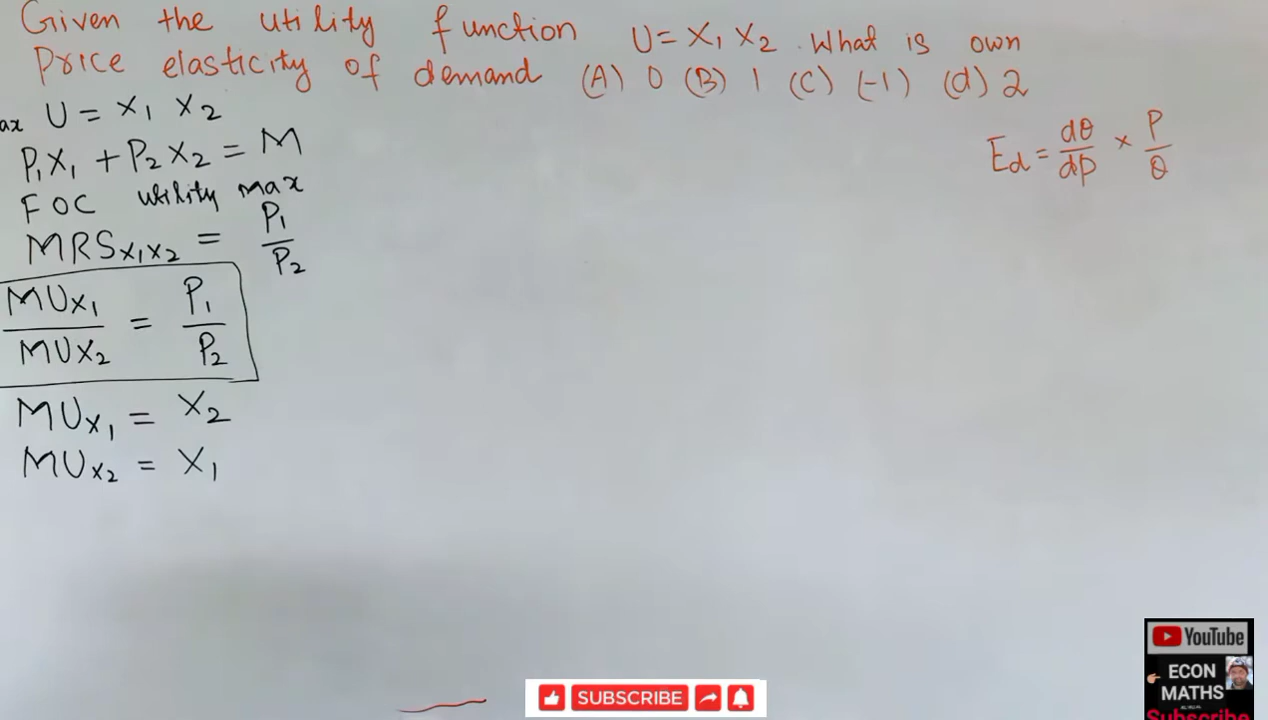 Given the utility function U = X₁ X₂. What is own
Price elasticity of demand (A) 0 (B) 1 (C) (-1) (d) 2
ax U = X₁ X₂
P₁X₁ + P₂X₂ = M
FOC utility max
MRSx₁x₂ = P₁/P₂
MUx₁/MUx₂ = P₁/P₂
MUx₁ = X₂
MUx₂ = X₁
Ed = dθ/dp × P/θ
YouTube
ECON
MATHS
Subscribe
SUBSCRIBE